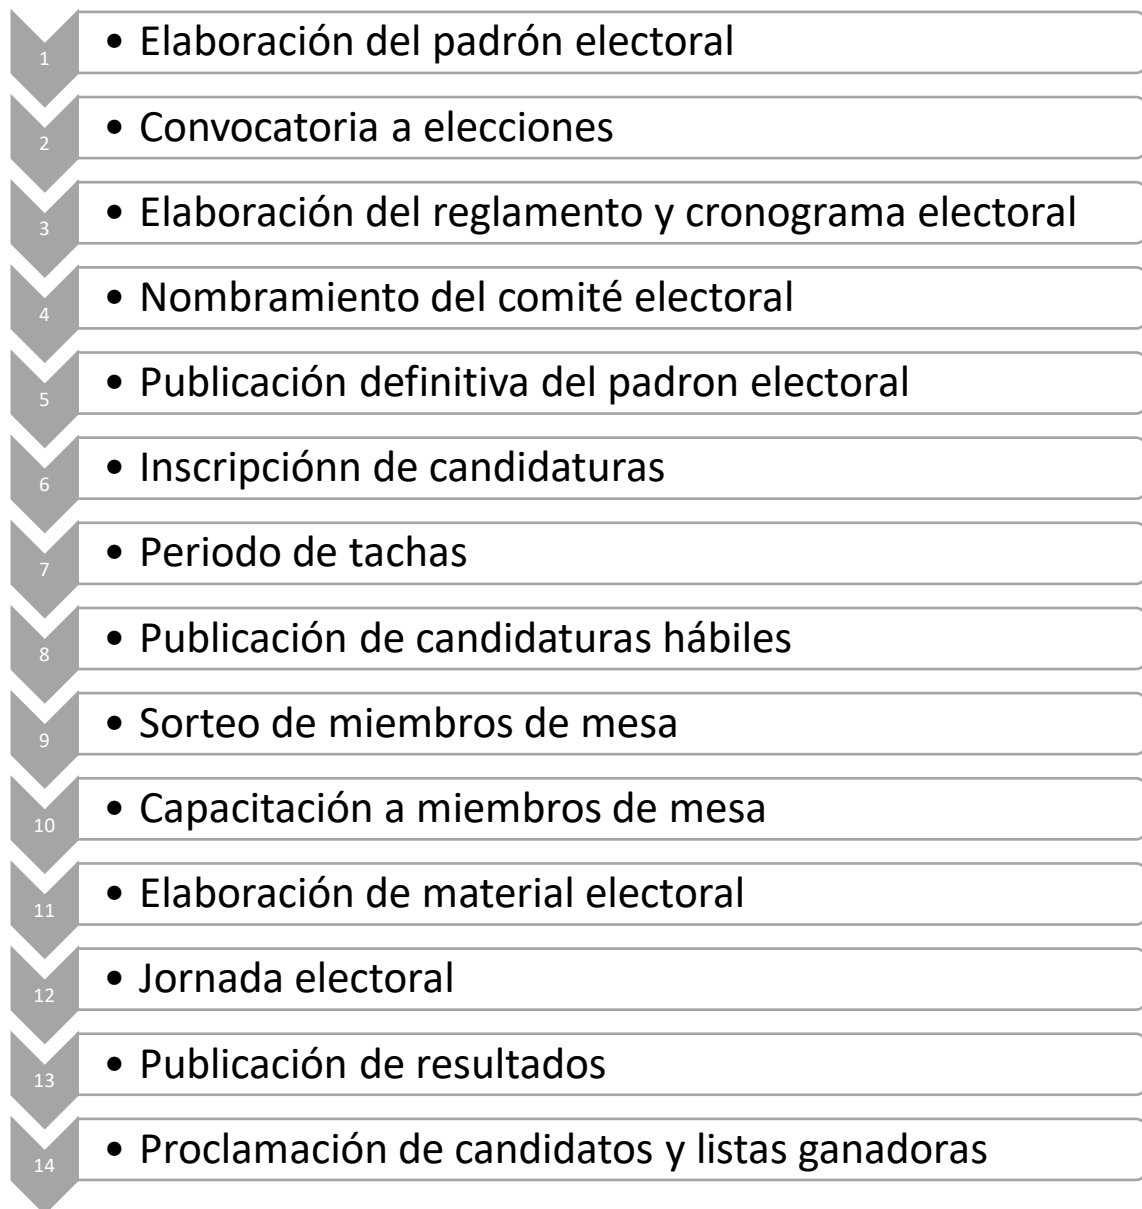 1 • Elaboración del padrón electoral
2 • Convocatoria a elecciones
3 • Elaboración del reglamento y cronograma electoral
4 • Nombramiento del comité electoral
5 • Publicación definitiva del padron electoral
6 • Inscripciónn de candidaturas
7 • Periodo de tachas
8 • Publicación de candidaturas hábiles
9 • Sorteo de miembros de mesa
10 • Capacitación a miembros de mesa
11 • Elaboración de material electoral
12 • Jornada electoral
13 • Publicación de resultados
14 • Proclamación de candidatos y listas ganadoras